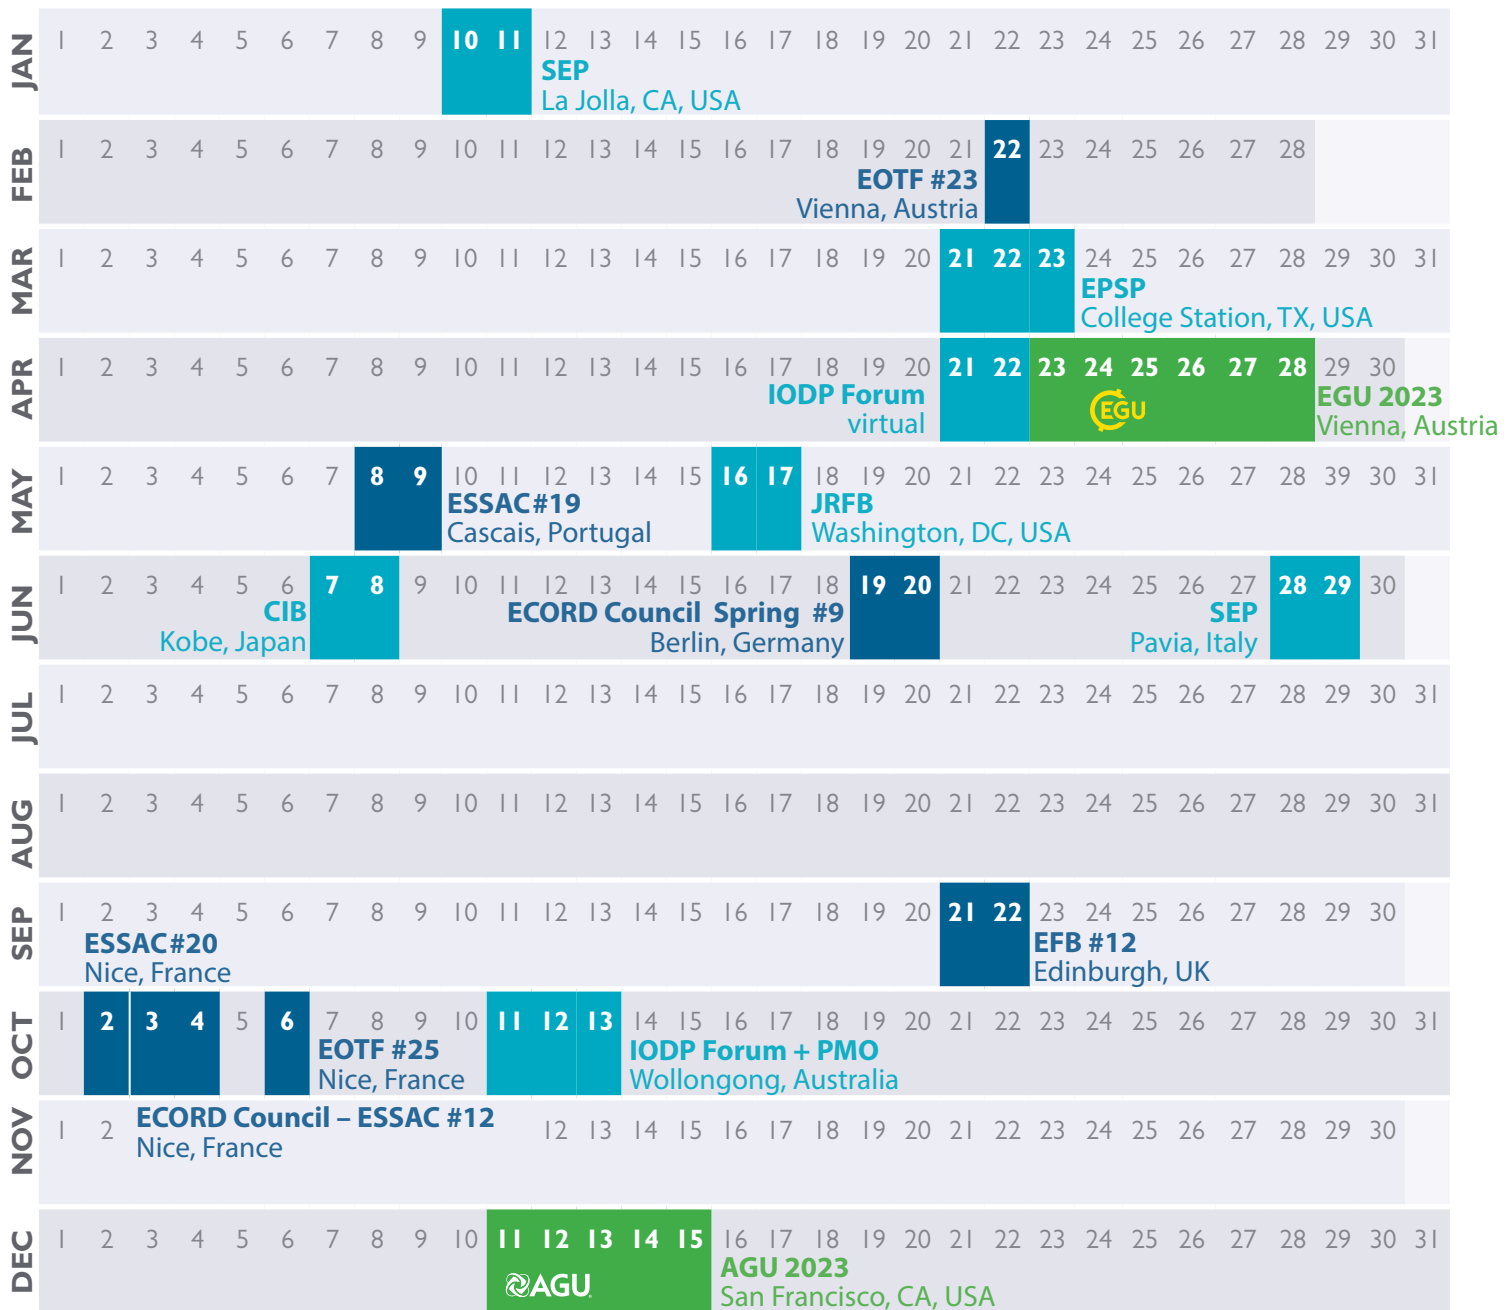 JAN
1 2 3 4 5 6 7 8 9 10 11 12 13 14 15 16 17 18 19 20 21 22 23 24 25 26 27 28 29 30 31
SEP
La Jolla, CA, USA
FEB
1 2 3 4 5 6 7 8 9 10 11 12 13 14 15 16 17 18 19 20 21 22 23 24 25 26 27 28
EOTF #23
Vienna, Austria
MAR
1 2 3 4 5 6 7 8 9 10 11 12 13 14 15 16 17 18 19 20 21 22 23 24 25 26 27 28 29 30 31
EPSP
College Station, TX, USA
APR
1 2 3 4 5 6 7 8 9 10 11 12 13 14 15 16 17 18 19 20 21 22 23 24 25 26 27 28 29 30
IODP Forum
virtual
EGU
EGU 2023
Vienna, Austria
MAY
1 2 3 4 5 6 7 8 9 10 11 12 13 14 15 16 17 18 19 20 21 22 23 24 25 26 27 28 39 30 31
ESSAC#19
Cascais, Portugal
JRFB
Washington, DC, USA
JUN
1 2 3 4 5 6 7 8 9 10 11 12 13 14 15 16 17 18 19 20 21 22 23 24 25 26 27 28 29 30
CIB
Kobe, Japan
ECORD Council Spring #9
Berlin, Germany
SEP
Pavia, Italy
JUL
1 2 3 4 5 6 7 8 9 10 11 12 13 14 15 16 17 18 19 20 21 22 23 24 25 26 27 28 29 30 31
AUG
1 2 3 4 5 6 7 8 9 10 11 12 13 14 15 16 17 18 19 20 21 22 23 24 25 26 27 28 29 30 31
SEP
1 2 3 4 5 6 7 8 9 10 11 12 13 14 15 16 17 18 19 20 21 22 23 24 25 26 27 28 29 30
ESSAC#20
Nice, France
EFB #12
Edinburgh, UK
OCT
1 2 3 4 5 6 7 8 9 10 11 12 13 14 15 16 17 18 19 20 21 22 23 24 25 26 27 28 29 30 31
EOTF #25
Nice, France
IODP Forum + PMO
Wollongong, Australia
NOV
1 2 12 13 14 15 16 17 18 19 20 21 22 23 24 25 26 27 28 29 30
ECORD Council – ESSAC #12
Nice, France
DEC
1 2 3 4 5 6 7 8 9 10 11 12 13 14 15 16 17 18 19 20 21 22 23 24 25 26 27 28 29 30 31
AGU
AGU 2023
San Francisco, CA, USA